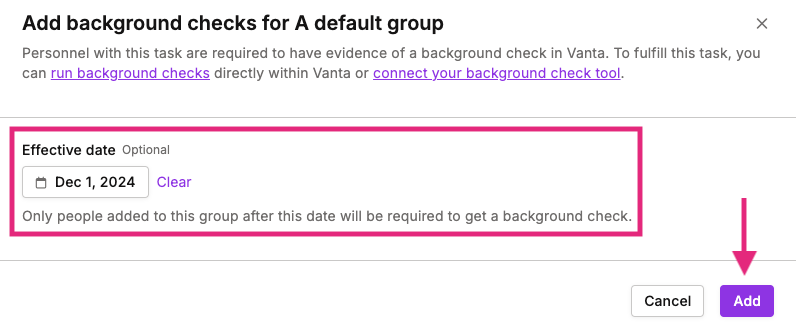 Add background checks for A default group
Personnel with this task are required to have evidence of a background check in Vanta. To fulfill this task, you
can run background checks directly within Vanta or connect your background check tool.
Effective date Optional
Dec 1, 2024 Clear
Only people added to this group after this date will be required to get a background check.
Cancel Add